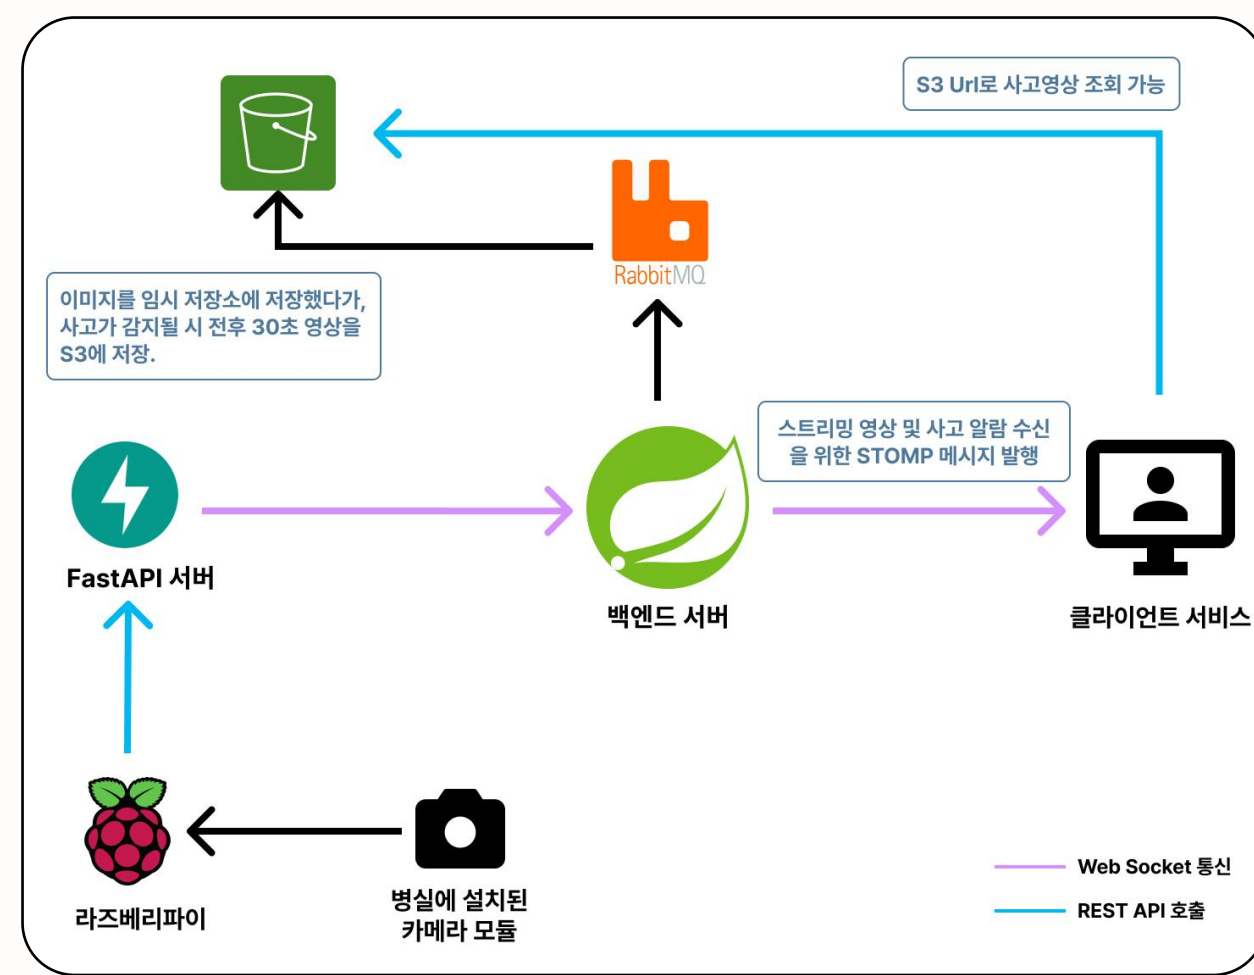 S3 Url로 사고영상 조회 가능
RabbitMQ
이미지를 임시 저장소에 저장했다가,
사고가 감지될 시 전후 30초 영상을
S3에 저장.
스트리밍 영상 및 사고 알람 수신
을 위한 STOMP 메시지 발행
FastAPI 서버
백엔드 서버
클라이언트 서비스
라즈베리파이
병실에 설치된
카메라 모듈
Web Socket 통신
REST API 호출